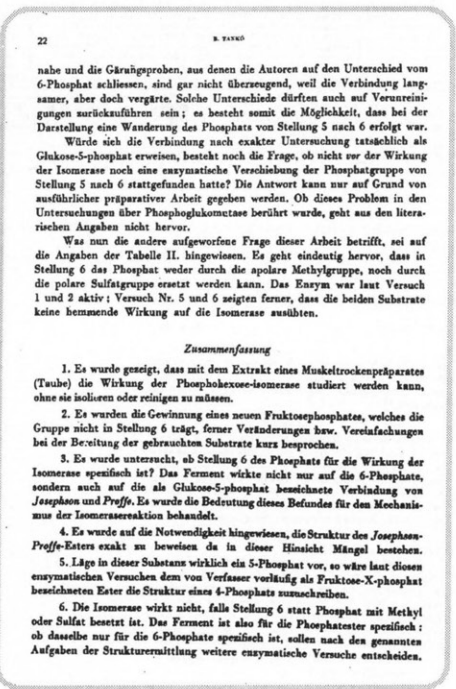 22
B. TANKÓ
nahe und die Gärungsproben, aus denen die Autoren auf den Unterschied vom
6-Phosphat schliessen, sind gar nicht überzeugend, weil die Verbindung lang-
samer, aber doch vergärte. Solche Unterschiede dürften auch auf Verunreini-
gungen zurückzuführen sein; es besteht somit die Möglichkeit, dass bei der
Darstellung eine Wanderung des Phosphats von Stellung 5 nach 6 erfolgt war.
Würde sich die Verbindung nach exakter Untersuchung tatsächlich als
Glukose-5-phosphat erweisen, besteht noch die Frage, ob nicht vor der Wirkung
der Isomerase noch eine enzymatische Verschiebung der Phosphatgruppe von
Stellung 5 nach 6 stattgefunden hatte? Die Antwort kann nur auf Grund von
ausführlicher präparativer Arbeit gegeben werden. Ob dieses Problem in den
Untersuchungen über Phosphoglukometase berührt wurde, geht aus den litera-
rischen Angaben nicht hervor.
Was nun die andere aufgeworfene Frage dieser Arbeit betrifft, sei auf
die Angaben der Tabelle II. hingewiesen. Es geht eindeutig hervor, dass in
Stellung 6 das Phosphat weder durch die apolare Methylgruppe, noch durch
die polare Sulfatgruppe ersetzt werden kann. Das Enzym war laut Versuch
1 und 2 aktiv; Versuch Nr. 5 und 6 zeigten ferner, dass die beiden Substrate
keine hemmende Wirkung auf die Isomerase ausübten.
Zusammenfassung
1. Es wurde gezeigt, dass mit dem Extrakt eines Muskeltrockenpräparates
(Taube) die Wirkung der Phosphohexose-isomerase studiert werden kann,
ohne sie isolieren oder reinigen zu müssen.
2. Es wurden die Gewinnung eines neuen Fruktosephosphates, welches die
Gruppe nicht in Stellung 6 trägt, ferner Veränderungen bzw. Vereinfachungen
bei der Bereitung der gebrauchten Substrate kurz besprochen.
3. Es wurde untersucht, ob Stellung 6 des Phosphats für die Wirkung der
Isomerase spezifisch ist? Das Ferment wirkte nicht nur auf die 6-Phosphate,
sondern auch auf die als Glukose-5-phosphat bezeichnete Verbindung von
Josephson und Proffe. Es wurde die Bedeutung dieses Befundes für den Mechanis-
mus der Isomerasereaktion behandelt.
4. Es wurde auf die Notwendigkeit hingewiesen, die Struktur des Josephson-
Proffe-Esters exakt zu beweisen da in dieser Hinsicht Mängel bestehen.
5. Läge in dieser Substanz wirklich ein 5-Phosphat vor, so wäre laut diesen
enzymatischen Versuchen dem von Verfasser vorläufig als Fruktose-X-phosphat
bezeichneten Ester die Struktur eines 4-Phosphats zuzuschreiben.
6. Die Isomerase wirkt nicht, falls Stellung 6 statt Phosphat mit Methyl
oder Sulfat besetzt ist. Das Ferment ist also für die Phosphatester spezifisch:
ob dasselbe nur für die 6-Phosphate spezifisch ist, sollen nach den genannten
Aufgaben der Strukturermittlung weitere enzymatische Versuche entscheiden.